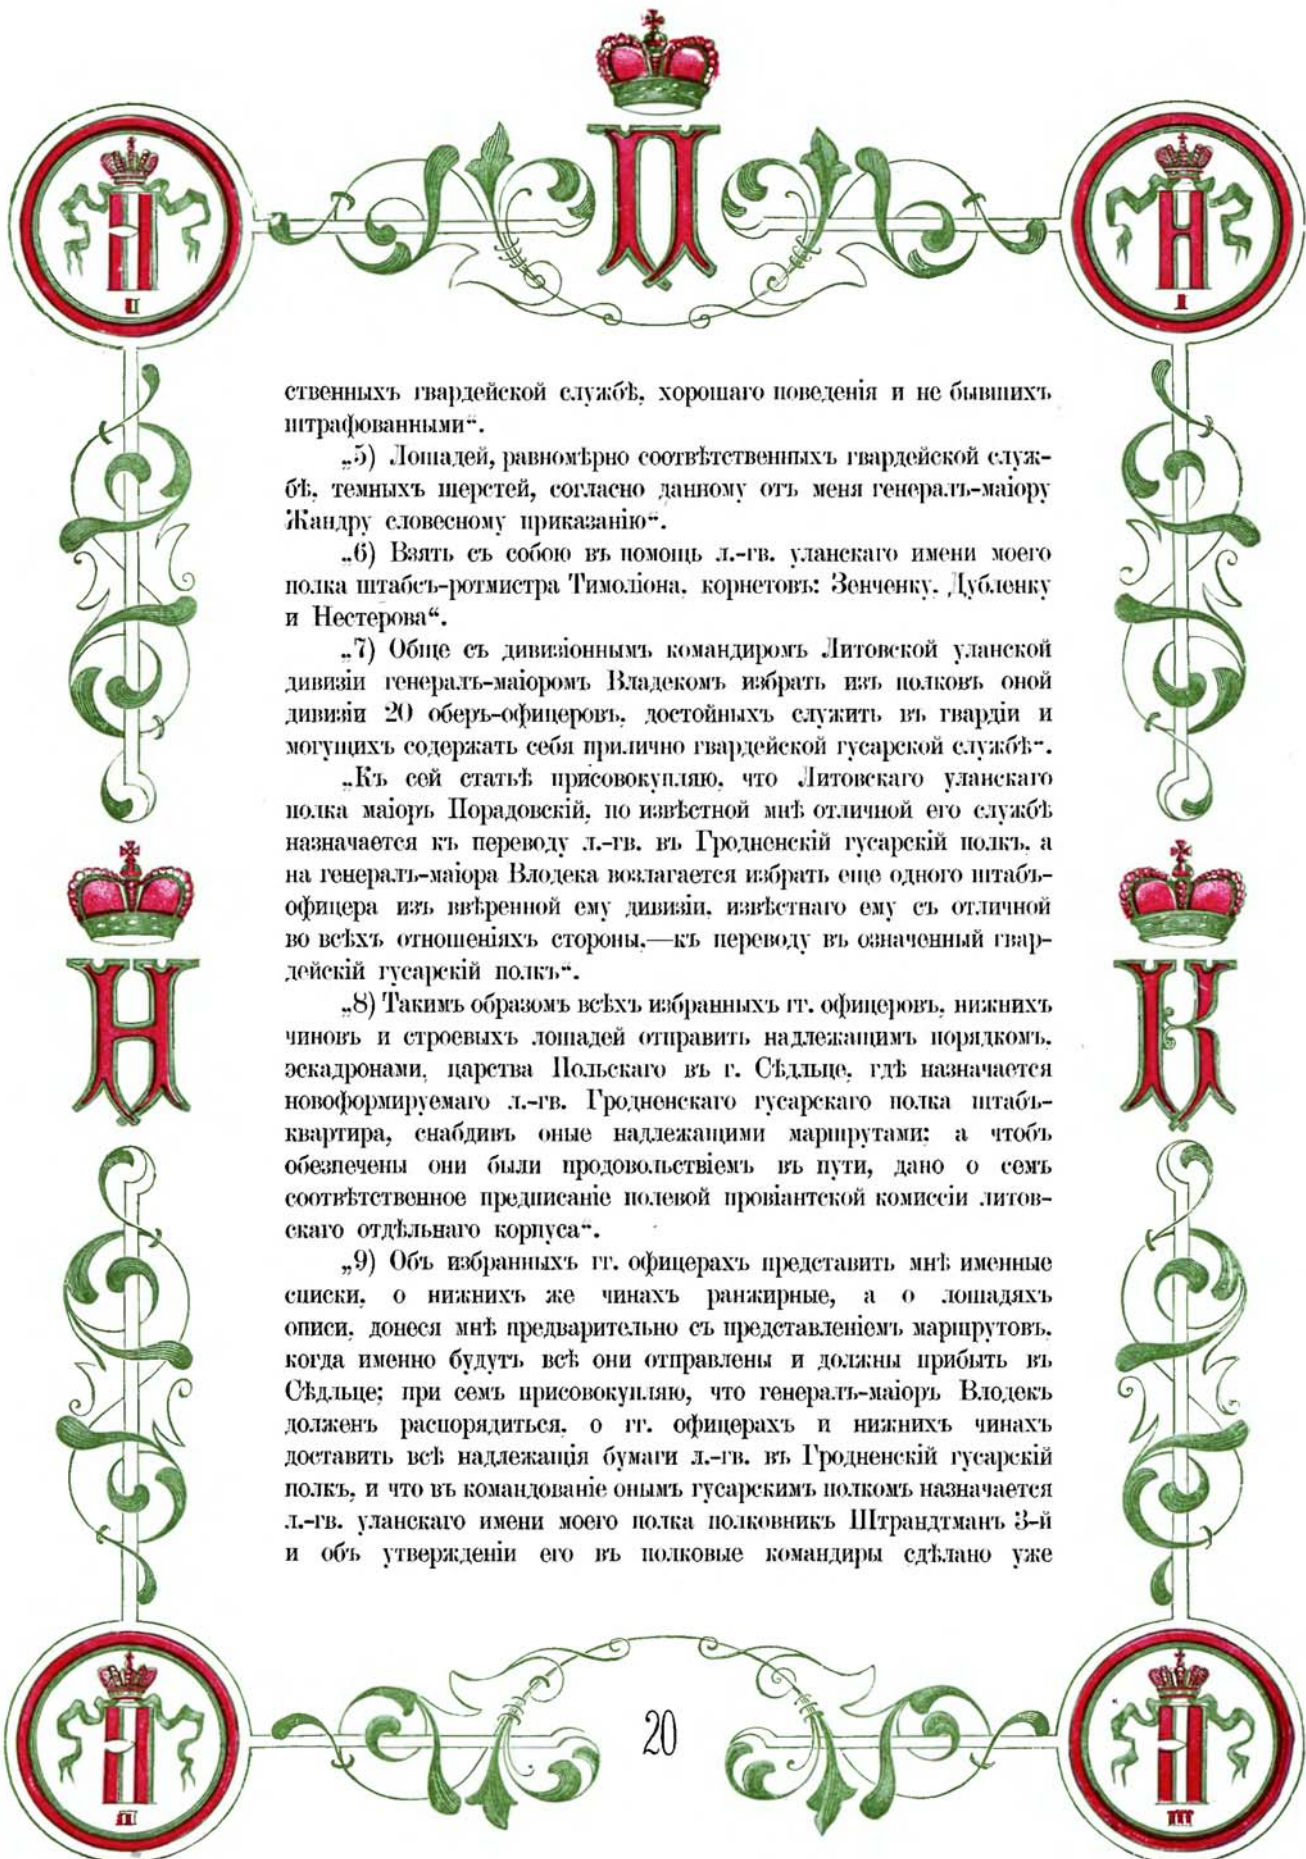 П
II
I
ственныхъ гвардейской службѣ, хорошаго поведенія и не бывшихъ
штрафованными“.
„5) Лошадей, равномѣрно соотвѣтственныхъ гвардейской служ-
бѣ, темныхъ шерстей, согласно данному отъ меня генералъ-маіору
Жандру словесному приказанію“.
„6) Взять съ собою въ помощь л.-гв. уланскаго имени моего
полка штабсъ-ротмистра Тимоліона, корнетовъ: Зенченку, Дубленку
и Нестерова“.
„7) Обще съ дивизіоннымъ командиромъ Литовской уланской
дивизіи генералъ-маіоромъ Владекомъ избрать изъ полковъ оной
дивизіи 20 оберъ-офицеровъ, достойныхъ служить въ гвардіи и
могущихъ содержать себя прилично гвардейской гусарской службѣ“.
„Къ сей статьѣ присовокупляю, что Литовскаго уланскаго
полка маіоръ Порадовскій, по извѣстной мнѣ отличной его службѣ
назначается къ переводу л.-гв. въ Гродненскій гусарскій полкъ, а
на генералъ-маіора Влодека возлагается избрать еще одного штабъ-
офицера изъ ввѣренной ему дивизіи, извѣстнаго ему съ отличной
во всѣхъ отношеніяхъ стороны,—къ переводу въ означенный гвар-
дейскій гусарскій полкъ“.
„8) Такимъ образомъ всѣхъ избранныхъ гг. офицеровъ, нижнихъ
чиновъ и строевыхъ лошадей отправить надлежащимъ порядкомъ,
эскадронами, царства Польскаго въ г. Сѣдльце, гдѣ назначается
новоформируемаго л.-гв. Гродненскаго гусарскаго полка штабъ-
квартира, снабдивъ оные надлежащими маршрутами; а чтобъ
обезпечены они были продовольствіемъ въ пути, дано о семъ
соотвѣтственное предписаніе полевой провіантской комиссіи литов-
скаго отдѣльнаго корпуса“.
„9) Объ избранныхъ гг. офицерахъ представить мнѣ именные
списки, о нижнихъ же чинахъ ранжирные, а о лошадяхъ
описи, донеся мнѣ предварительно съ представленіемъ маршрутовъ,
когда именно будутъ всѣ они отправлены и должны прибыть въ
Сѣдльце; при семъ присовокупляю, что генералъ-маіоръ Влодекъ
долженъ распорядиться, о гг. офицерахъ и нижнихъ чинахъ
доставить всѣ надлежащія бумаги л.-гв. въ Гродненскій гусарскій
полкъ, и что въ командованіе онымъ гусарскимъ полкомъ назначается
л.-гв. уланскаго имени моего полка полковникъ Штрандтманъ 3-й
и объ утвержденіи его въ полковые командиры сдѣлано уже
Н
К
II
III
20